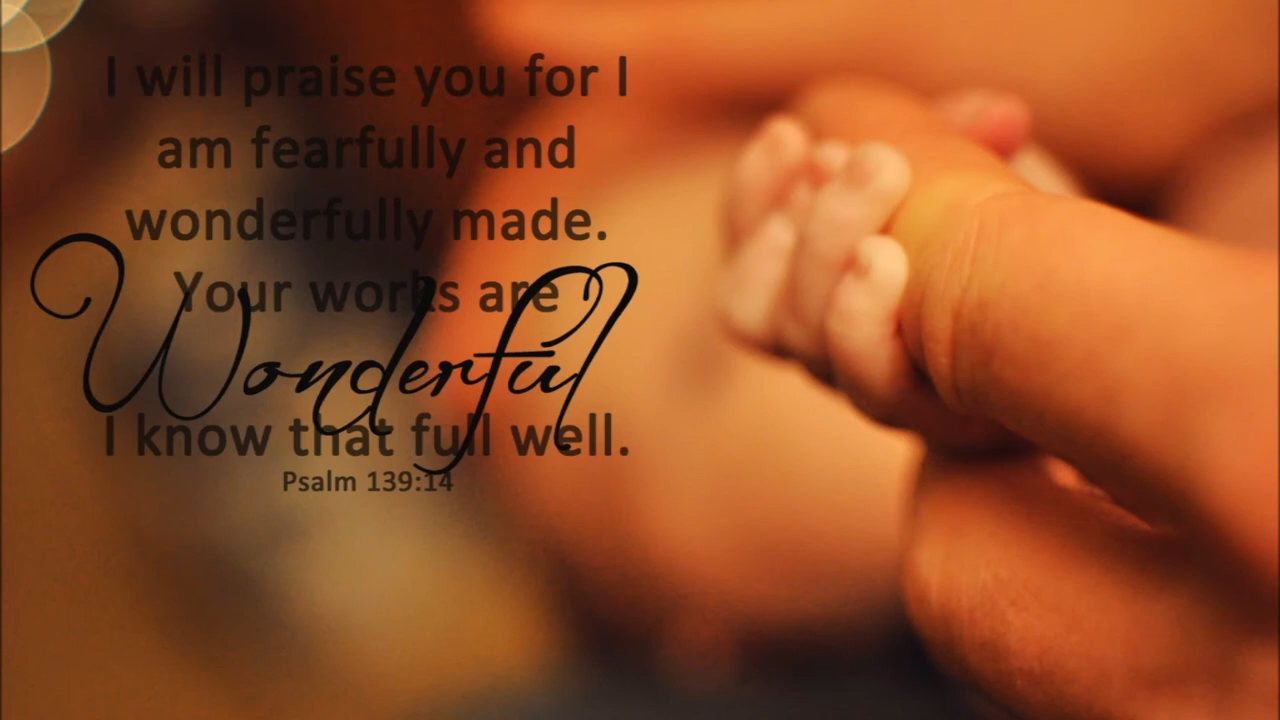 I will praise you for I
am fearfully and
wonderfully made.
Your works are
Wonderful
I know that full well.
Psalm 139:14